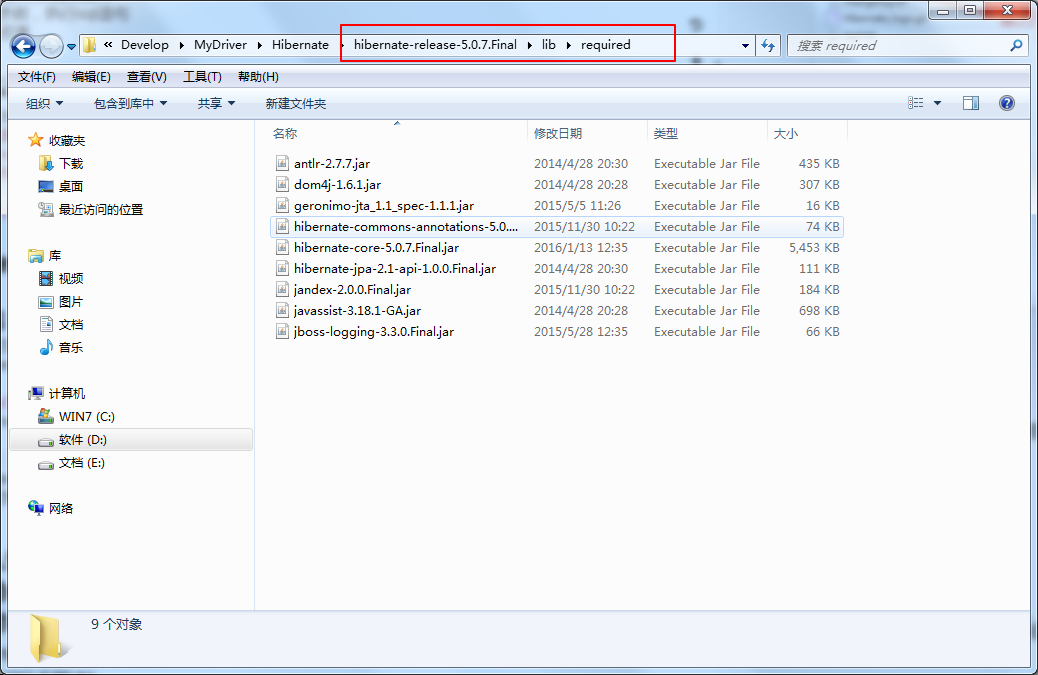 « Develop MyDriver Hibernate hibernate-release-5.0.7.Final lib required 搜索 required
文件(F) 编辑(E) 查看(V) 工具(T) 帮助(H)
组织 包含到库中 共享 新建文件夹
名称 修改日期 类型 大小
收藏夹
下载
桌面
最近访问的位置
库
视频
图片
文档
音乐
计算机
WIN7 (C:)
软件 (D:)
文档 (E:)
网络
antlr-2.7.7.jar 2014/4/28 20:30 Executable Jar File 435 KB
dom4j-1.6.1.jar 2014/4/28 20:28 Executable Jar File 307 KB
geronimo-jta_1.1_spec-1.1.1.jar 2015/5/5 11:26 Executable Jar File 16 KB
hibernate-commons-annotations-5.0.... 2015/11/30 10:22 Executable Jar File 74 KB
hibernate-core-5.0.7.Final.jar 2016/1/13 12:35 Executable Jar File 5,453 KB
hibernate-jpa-2.1-api-1.0.0.Final.jar 2014/4/28 20:30 Executable Jar File 111 KB
jandex-2.0.0.Final.jar 2015/11/30 10:22 Executable Jar File 184 KB
javassist-3.18.1-GA.jar 2014/4/28 20:28 Executable Jar File 698 KB
jboss-logging-3.3.0.Final.jar 2015/5/28 12:35 Executable Jar File 66 KB
9 个对象